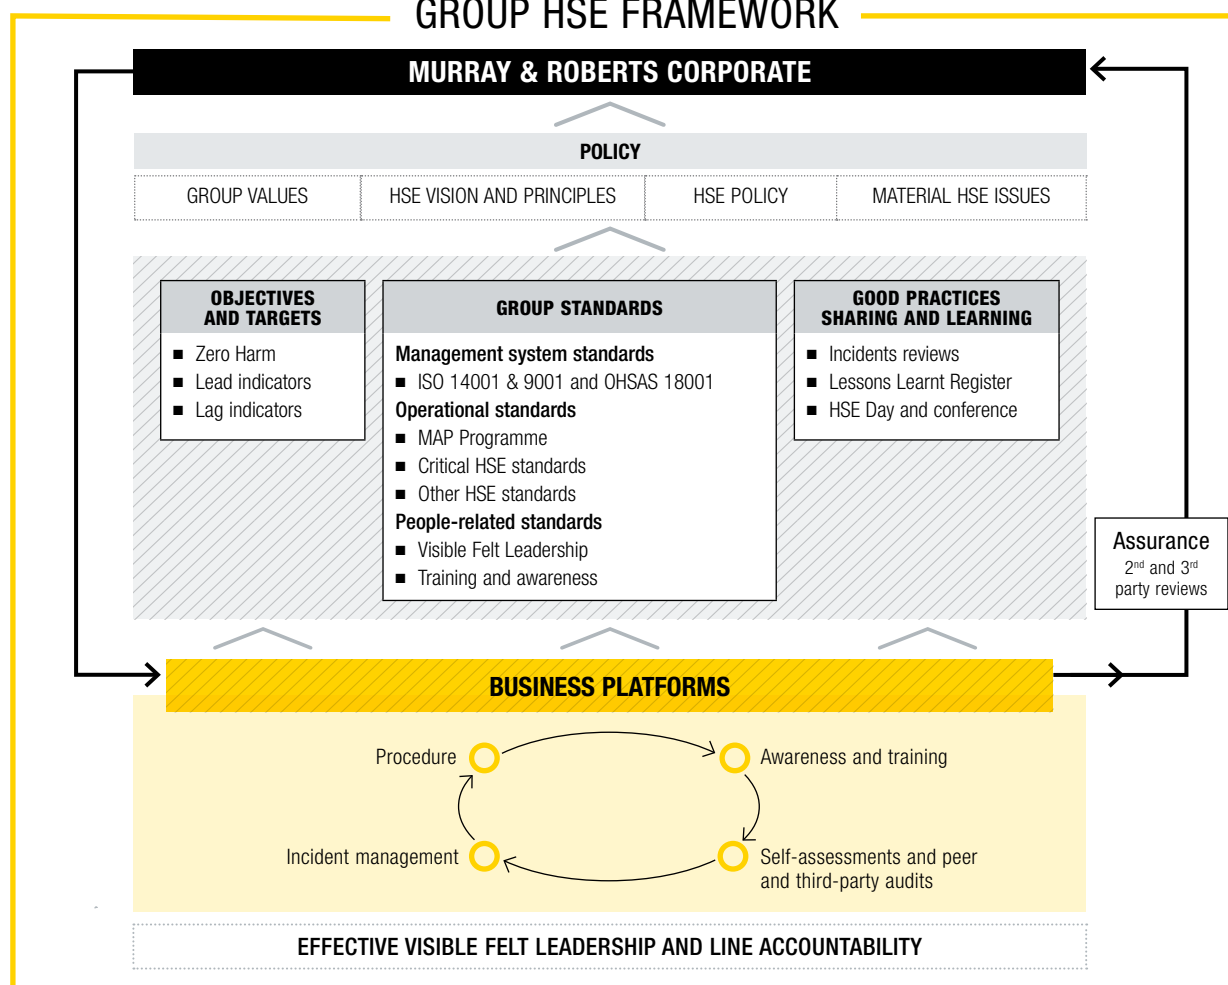 GROUP HSE FRAMEWORK
MURRAY & ROBERTS CORPORATE
POLICY
GROUP VALUES
HSE VISION AND PRINCIPLES
HSE POLICY
MATERIAL HSE ISSUES
OBJECTIVES
AND TARGETS
■ Zero Harm
■ Lead indicators
■ Lag indicators
GROUP STANDARDS
Management system standards
■ ISO 14001 & 9001 and OHSAS 18001
Operational standards
■ MAP Programme
■ Critical HSE standards
■ Other HSE standards
People-related standards
■ Visible Felt Leadership
■ Training and awareness
GOOD PRACTICES
SHARING AND LEARNING
■ Incidents reviews
■ Lessons Learnt Register
■ HSE Day and conference
Assurance
2nd and 3rd
party reviews
BUSINESS PLATFORMS
Procedure
Awareness and training
Incident management
Self-assessments and peer
and third-party audits
EFFECTIVE VISIBLE FELT LEADERSHIP AND LINE ACCOUNTABILITY